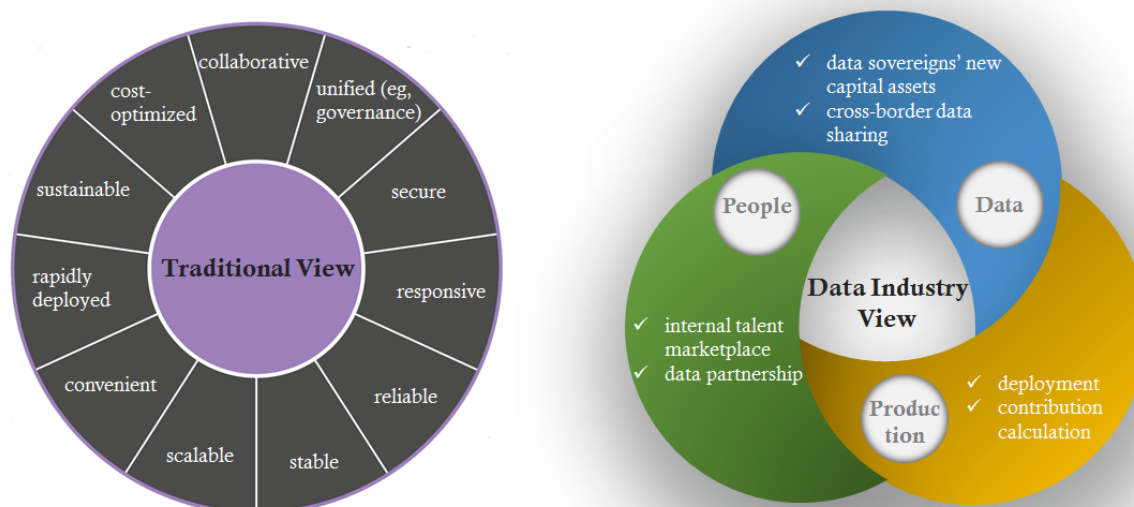 collaborative
unified (eg,
governance)
secure
responsive
reliable
stable
scalable
convenient
rapidly
deployed
sustainable
cost-
optimized
Traditional View
data sovereigns' new
capital assets
cross-border data
sharing
People
Data
Data Industry
View
internal talent
marketplace
data partnership
Produc
tion
deployment
contribution
calculation